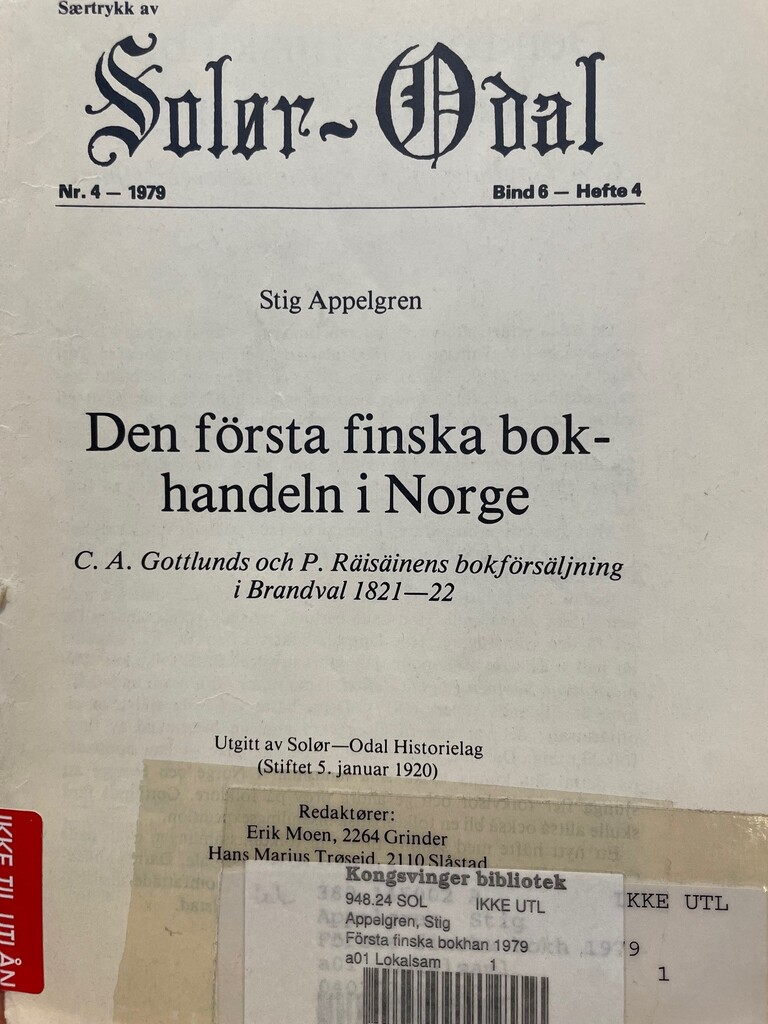 Særtrykk av
Solør-Odal
Nr. 4 — 1979 Bind 6 — Hefte 4
Stig Appelgren
Den första finska bok-
handeln i Norge
C. A. Gottlunds och P. Räisäinens bokförsäljning
i Brandval 1821—22
Utgitt av Solør—Odal Historielag
(Stiftet 5. januar 1920)
Redaktører:
Erik Moen, 2264 Grinder
Hans Marius Trøseid, 2110 Slåstad
Kongsvinger bibliotek
948.24 SOL IKKE UTL
Appelgren, Stig
Första finska bokhan 1979
a01 Lokalsam 1
KKE UTL
9
1
IKKE TIL UTLÅN